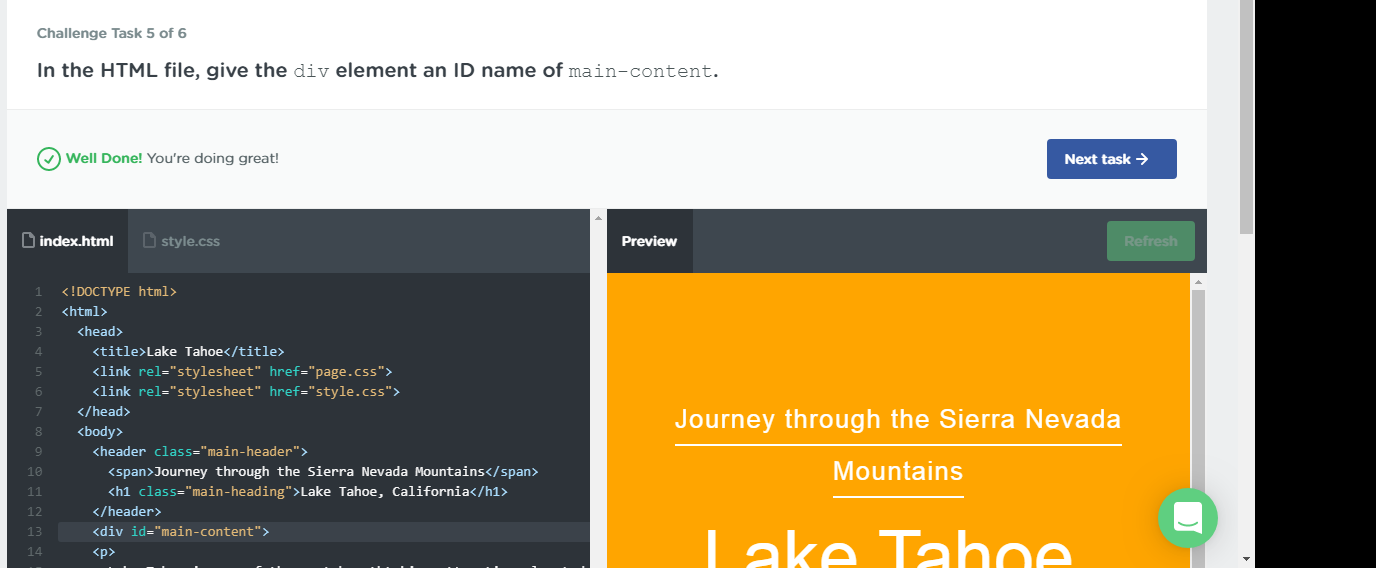 Challenge Task 5 of 6
In the HTML file, give the div element an ID name of main-content.
Well Done! You're doing great!
Next task →
index.html
style.css
Preview
Refresh
1 <!DOCTYPE html>
2 <html>
3 <head>
4 <title>Lake Tahoe</title>
5 <link rel="stylesheet" href="page.css">
6 <link rel="stylesheet" href="style.css">
7 </head>
8 <body>
9 <header class="main-header">
10 <span>Journey through the Sierra Nevada Mountains</span>
11 <h1 class="main-heading">Lake Tahoe, California</h1>
12 </header>
13 <div id="main-content">
14 <p>
Journey through the Sierra Nevada
Mountains
Lake Tahoe